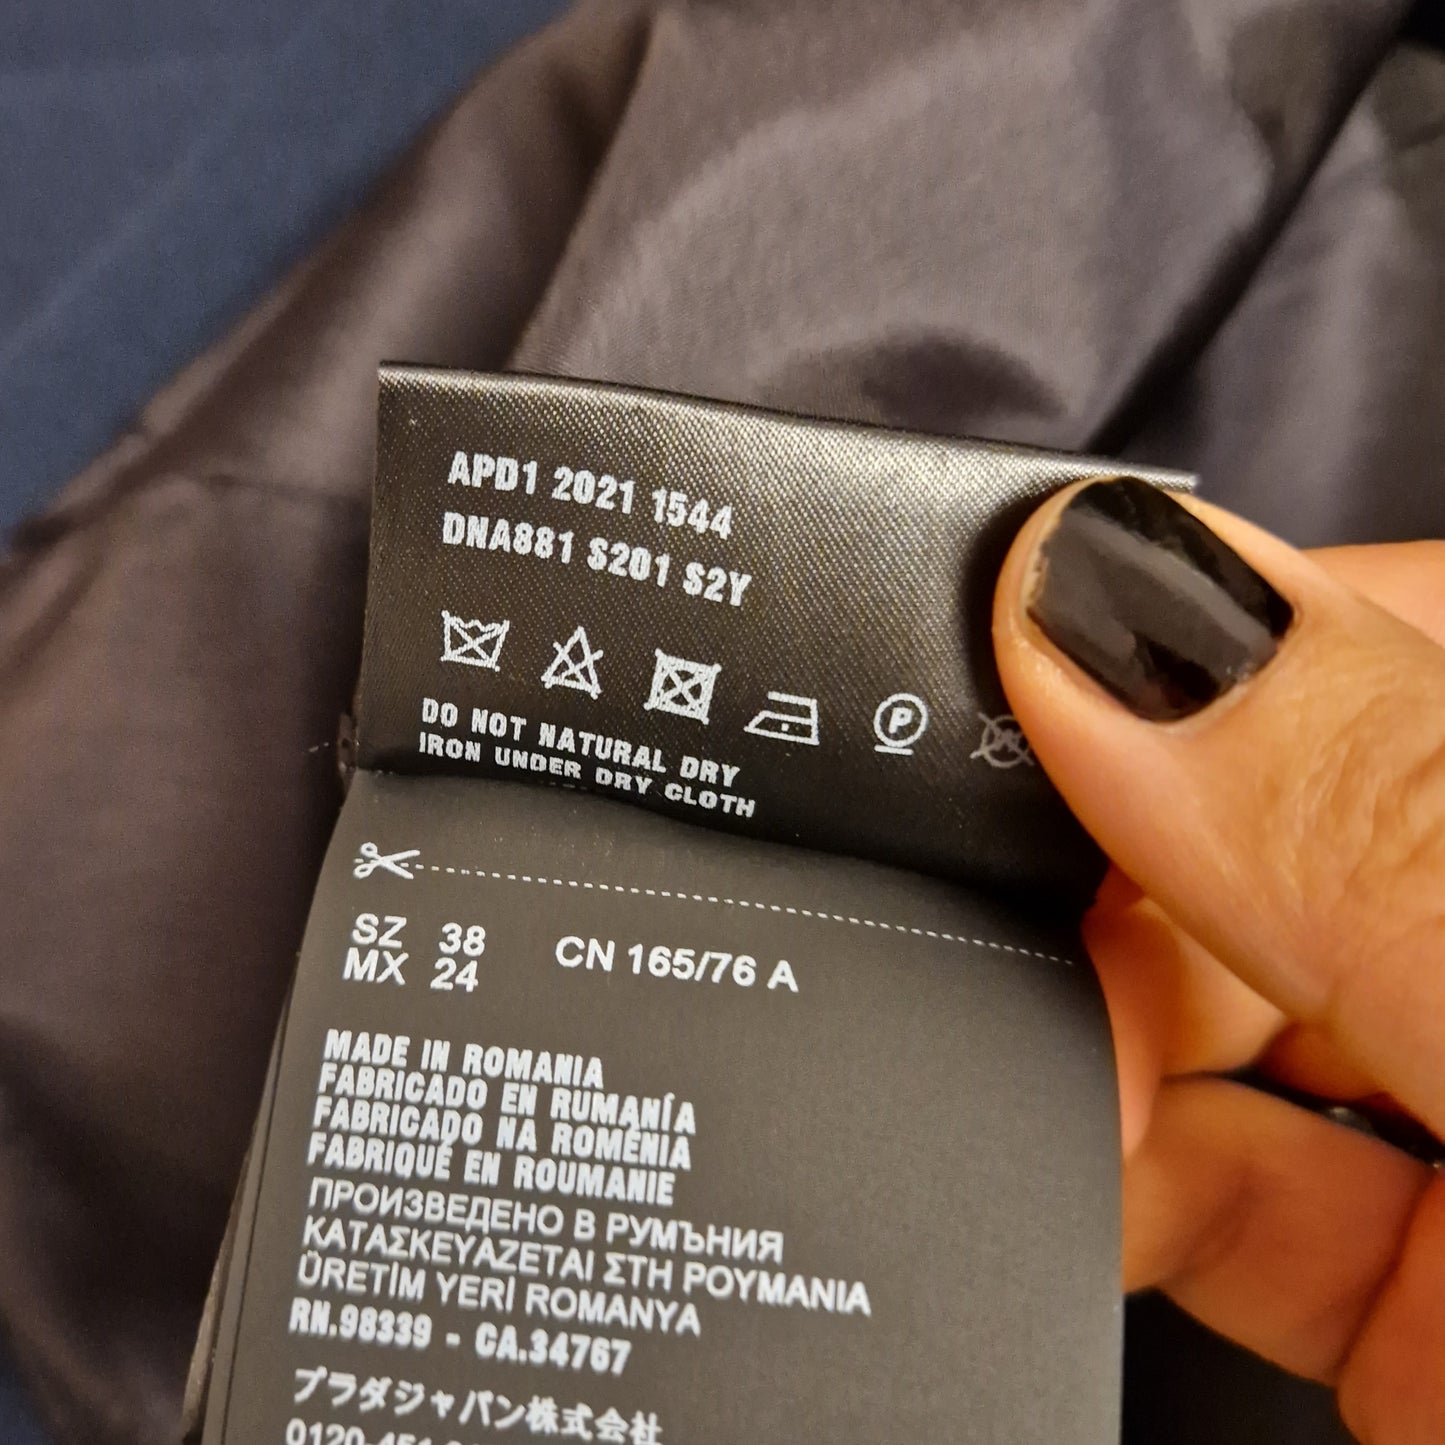 APD1 2021 1544
DNA881 S201 S2Y
P
DO NOT NATURAL DRY
IRON UNDER DRY CLOTH
SZ 38 CN 165/76 A
MX 24
MADE IN ROMANIA
FABRICADO EN RUMANÍA
FABRICADO NA ROMÉNIA
FABRIQUÉ EN ROUMANIE
ПРОИЗВЕДЕНО В РУМЪНИЯ
ΚΑΤΑΣΚΕΥΑΖΕΤΑΙ ΣΤΗ ΡΟΥΜΑΝΙΑ
ÜRETİM YERİ ROMANYA
RN.98339 - CA.34767
プラダジャパン株式会社